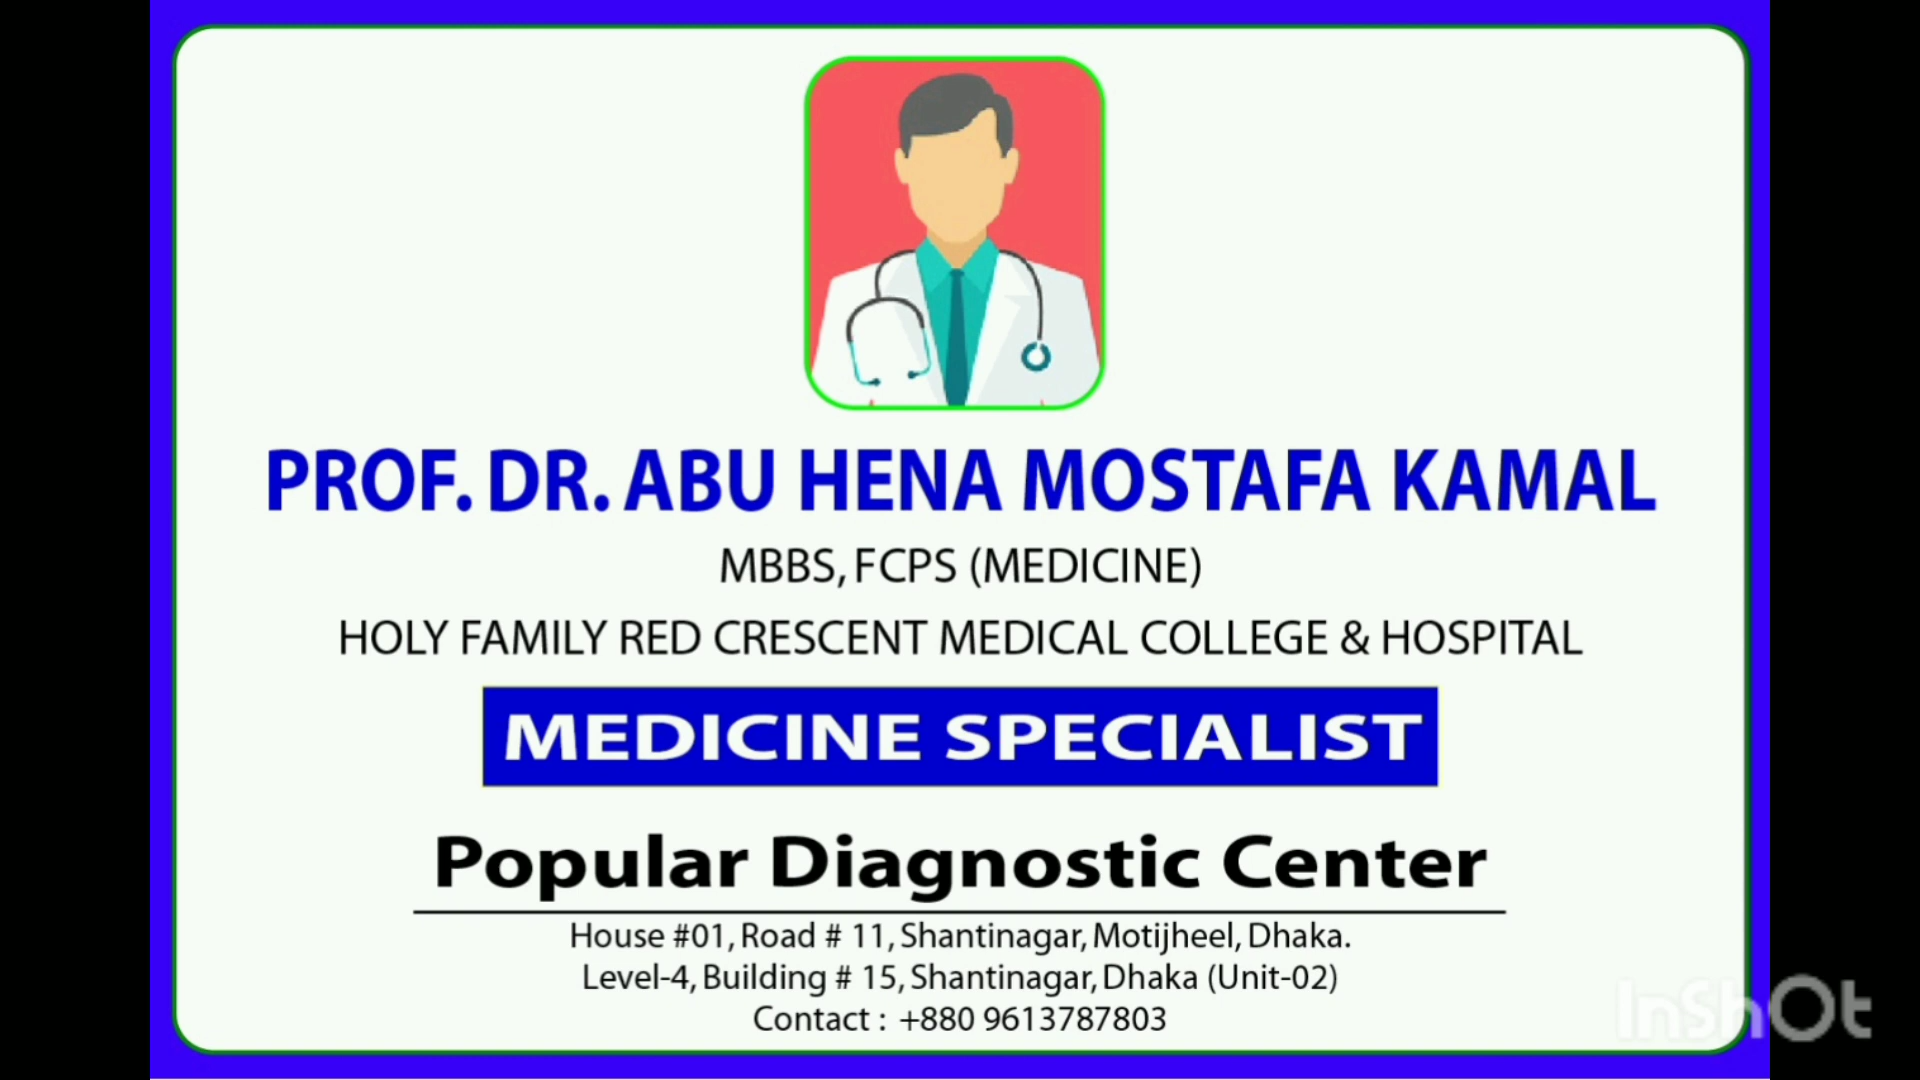 PROF. DR. ABU HENA MOSTAFA KAMAL
MBBS, FCPS (MEDICINE)
HOLY FAMILY RED CRESCENT MEDICAL COLLEGE & HOSPITAL
MEDICINE SPECIALIST
Popular Diagnostic Center
House #01, Road # 11, Shantinagar, Motijheel, Dhaka.
Level-4, Building # 15, Shantinagar, Dhaka (Unit-02)
Contact : +880 9613787803
InShOt